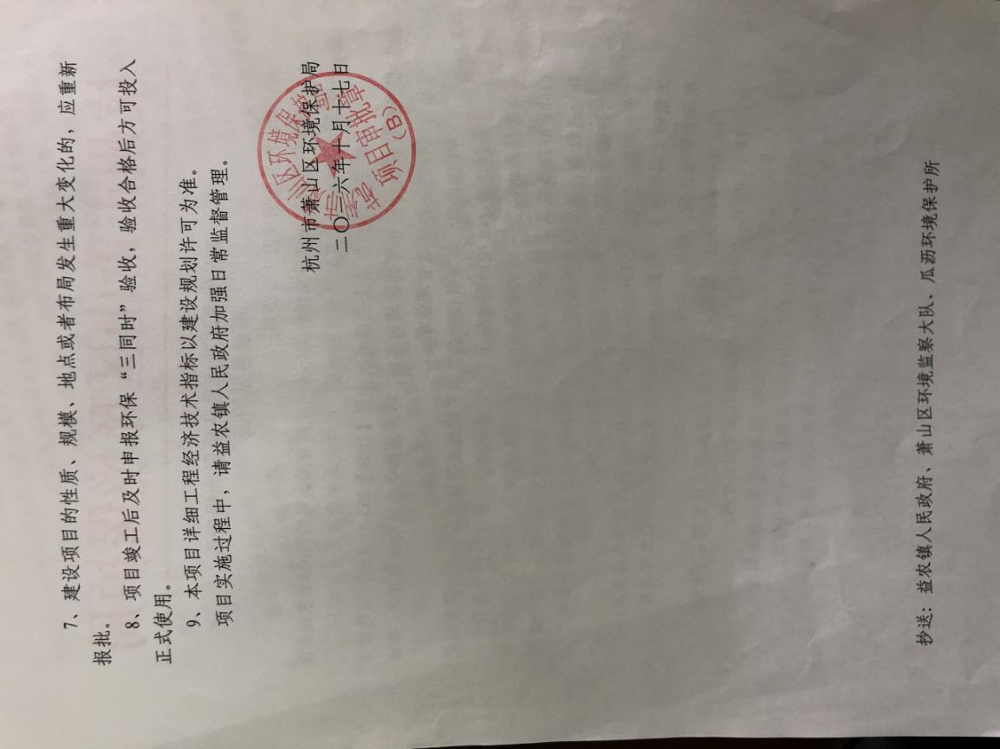 7、建设项目的性质、规模、地点或者布局发生重大变化的，应重新
报批。
8、项目竣工后及时申报环保“三同时”验收，验收合格后方可投入
正式使用。
9、本项目详细工程经济技术指标以建设规划许可为准。
项目实施过程中，请益农镇人民政府加强日常监督管理。
杭州市萧山区环境保护局
二〇一六年十月十七日
杭州市萧山区环境保护局
项目审批章
（B）
抄送：益农镇人民政府、萧山区环境监察大队、瓜沥环境保护所